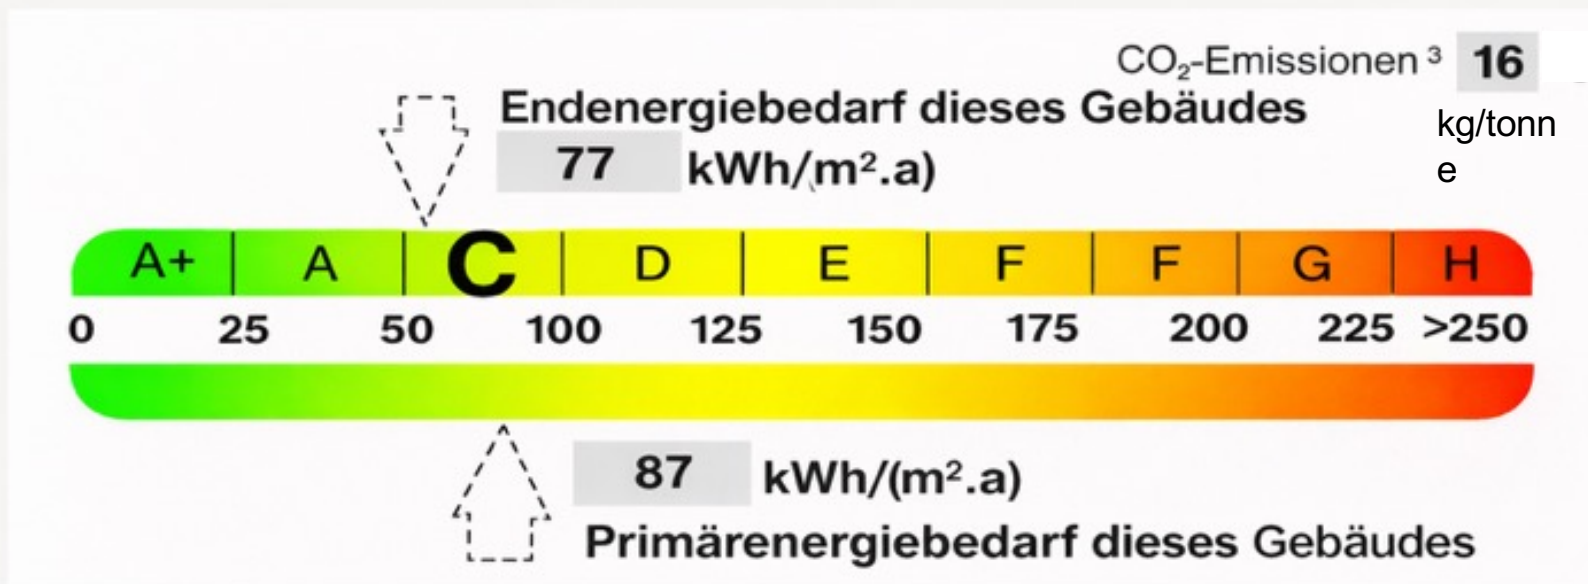 CO₂-Emissionen ³ 16
kg/tonn
e
Endenergiebedarf dieses Gebäudes
77 kWh/(m².a)
A+ A C D E F F G H
0 25 50 100 125 150 175 200 225 >250
87 kWh/(m².a)
Primärenergiebedarf dieses Gebäudes